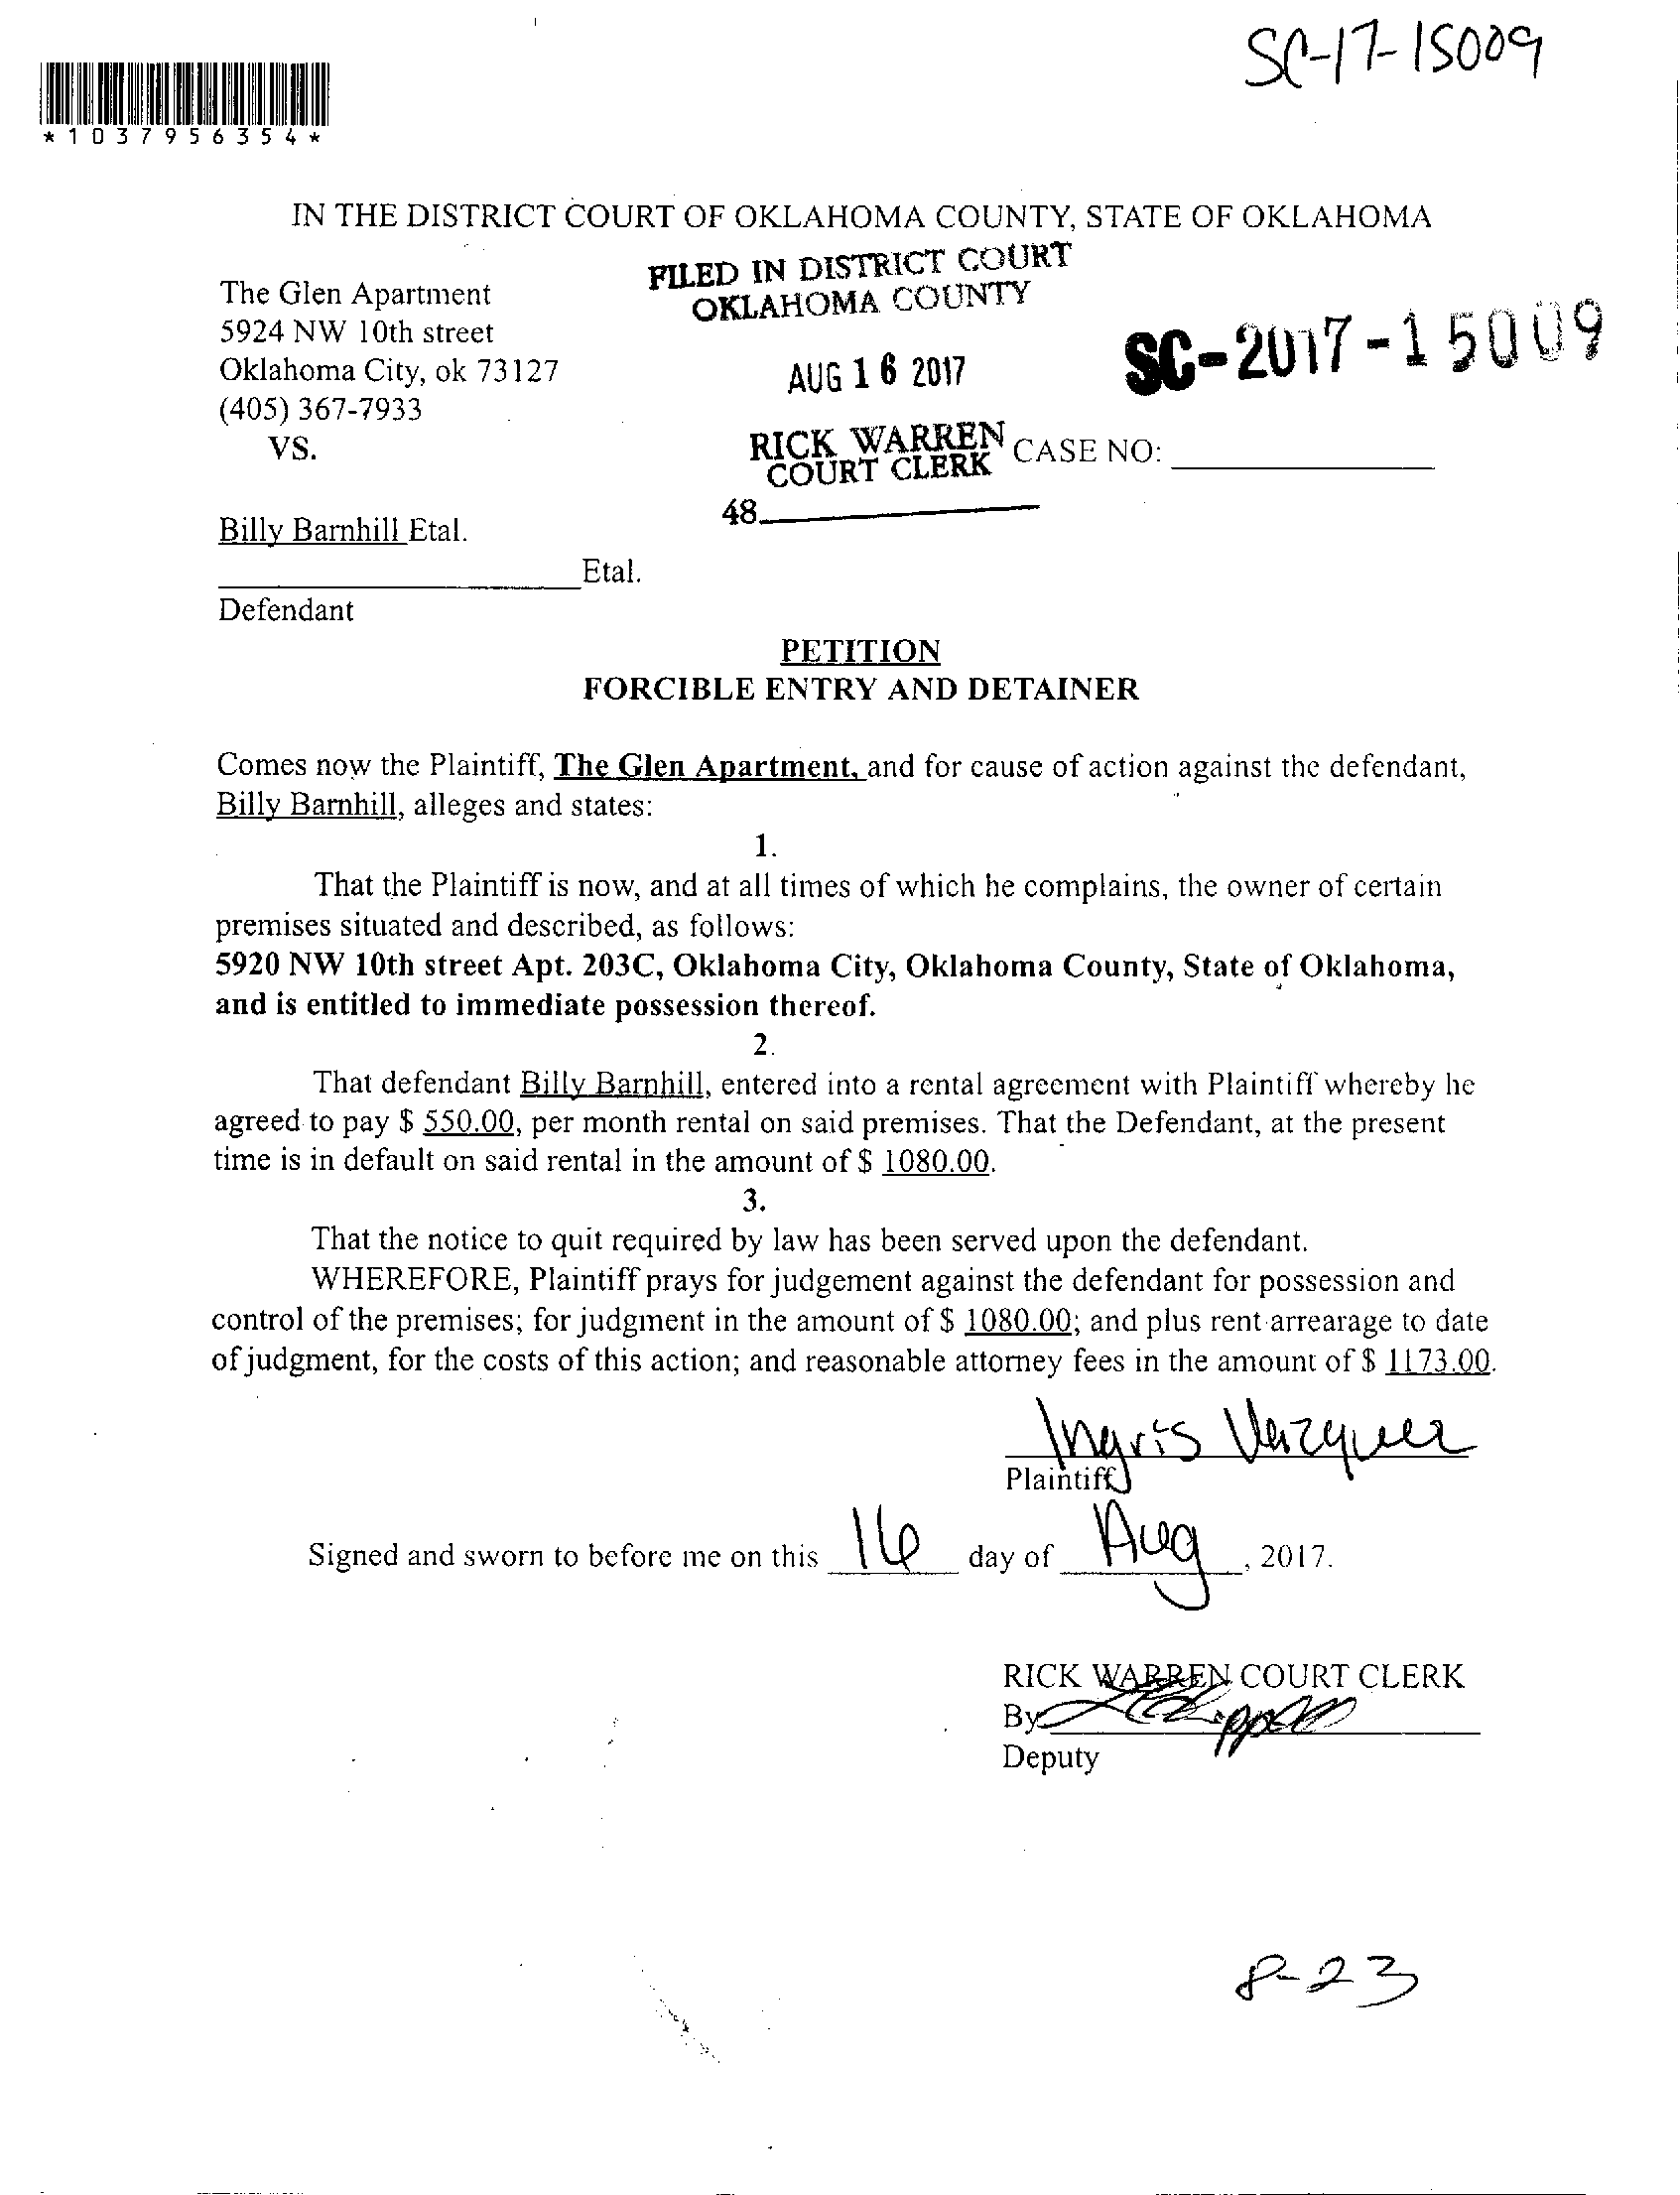 SC-17-15009
*1037956354*
IN THE DISTRICT COURT OF OKLAHOMA COUNTY, STATE OF OKLAHOMA
FILED IN DISTRICT COURT
OKLAHOMA COUNTY
The Glen Apartment
5924 NW 10th street
Oklahoma City, ok 73127
(405) 367-7933
VS.
AUG 16 2017
SC-2017-15009
RICK WARREN
COURT CLERK
CASE NO:
48
Billy Barnhill Etal.
Etal.
Defendant
PETITION
FORCIBLE ENTRY AND DETAINER
Comes now the Plaintiff, The Glen Apartment, and for cause of action against the defendant,
Billy Barnhill, alleges and states:
1.
That the Plaintiff is now, and at all times of which he complains, the owner of certain
premises situated and described, as follows:
5920 NW 10th street Apt. 203C, Oklahoma City, Oklahoma County, State of Oklahoma,
and is entitled to immediate possession thereof.
2.
That defendant Billy Barnhill, entered into a rental agreement with Plaintiff whereby he
agreed to pay $ 550.00, per month rental on said premises. That the Defendant, at the present
time is in default on said rental in the amount of $ 1080.00.
3.
That the notice to quit required by law has been served upon the defendant.
WHEREFORE, Plaintiff prays for judgement against the defendant for possession and
control of the premises; for judgment in the amount of $ 1080.00; and plus rent arrearage to date
of judgment, for the costs of this action; and reasonable attorney fees in the amount of $ 1173.00.
Ingris Vazquez
Plaintiff
Signed and sworn to before me on this 16 day of Aug, 2017.
RICK WARREN COURT CLERK
By
Deputy
8-23